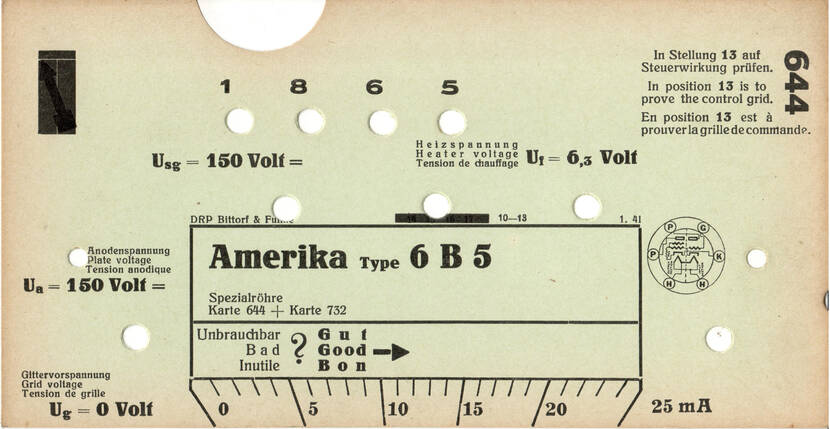 In Stellung 13 auf
Steuerwirkung prüfen.
In position 13 is to
prove the control grid.
En position 13 est à
prouver la grille de commande.
644
1 8 6 5
Usg = 150 Volt =
Heizspannung
Heater voltage
Tension de chauffage
Uf = 6,3 Volt
DRP Bittorf & Funke
10—13
1. 41
Anodenspannung
Plate voltage
Tension anodique
Ua = 150 Volt =
Amerika Type 6 B 5
Spezialröhre
Karte 644 + Karte 732
P G
P K
H H
Unbrauchbar ? Gut
Bad Good
Inutile Bon
Gittervorspannung
Grid voltage
Tension de grille
Ug = 0 Volt
0 5 10 15 20 25 mA